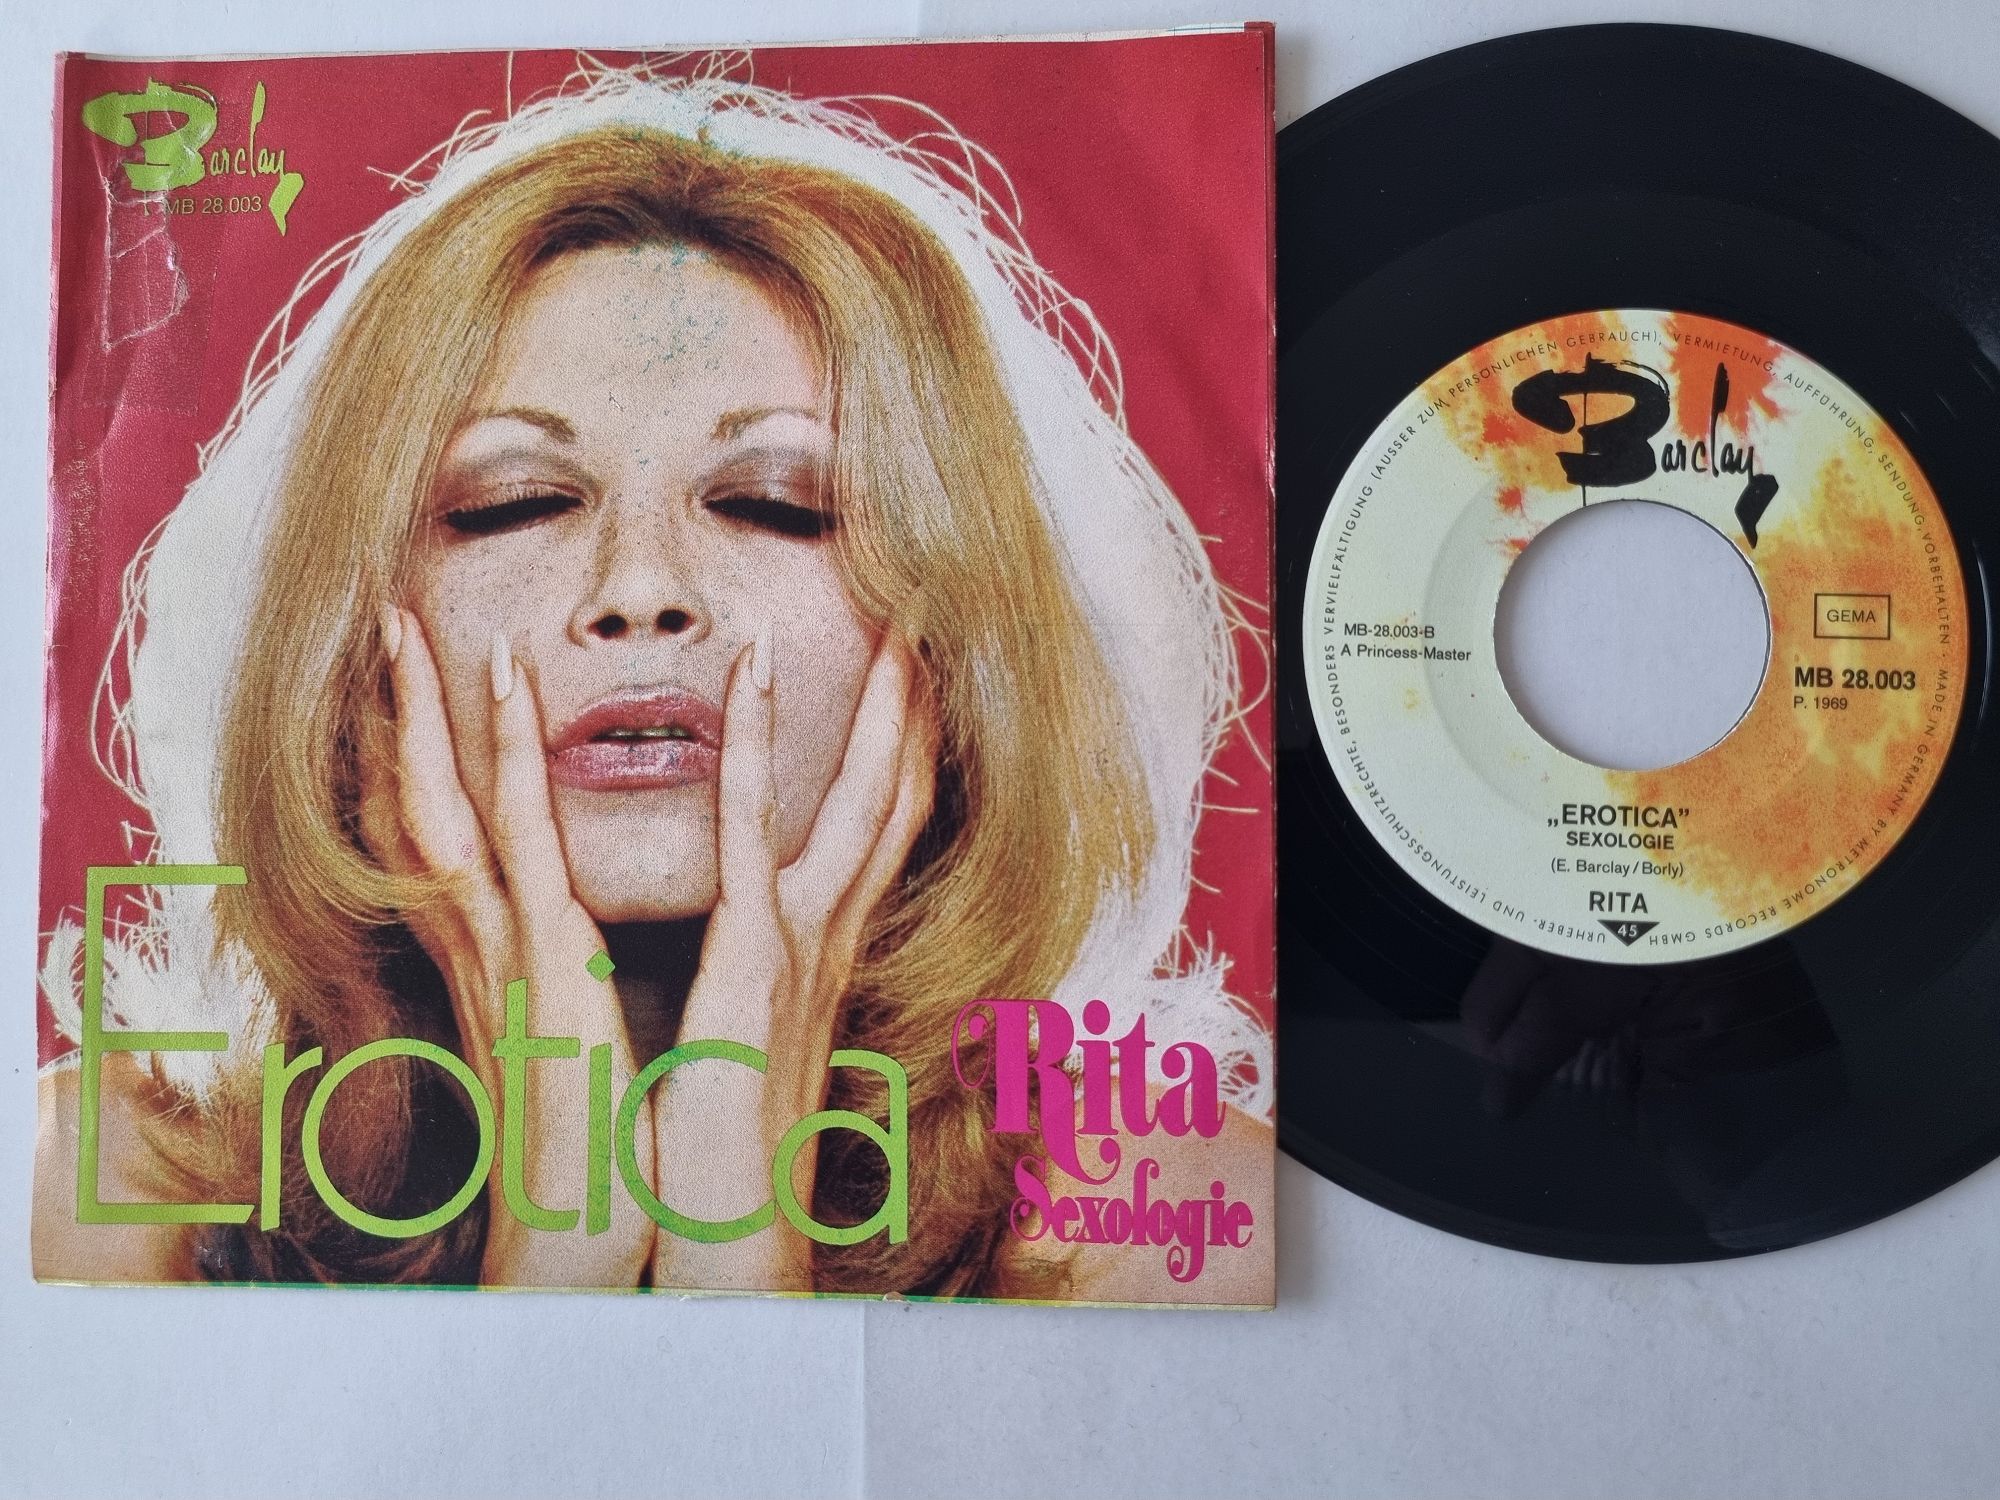 Barclay
MB 28.003
Erotica
Rita
Sexologie
URHEBER- UND LEISTUNGSSCHUTZRECHTE, BESONDERS VERVIELFÄLTIGUNG (AUSSER ZUM PERSÖNLICHEN GEBRAUCH), VERMIETUNG, AUFFÜHRUNG, SENDUNG, VORBEHALTEN · MADE IN GERMANY BY METRONOME RECORDS GMBH
Barclay
GEMA
MB-28.003-B
A Princess-Master
MB 28.003
P. 1969
„EROTICA”
SEXOLOGIE
(E. Barclay/Borly)
RITA
45